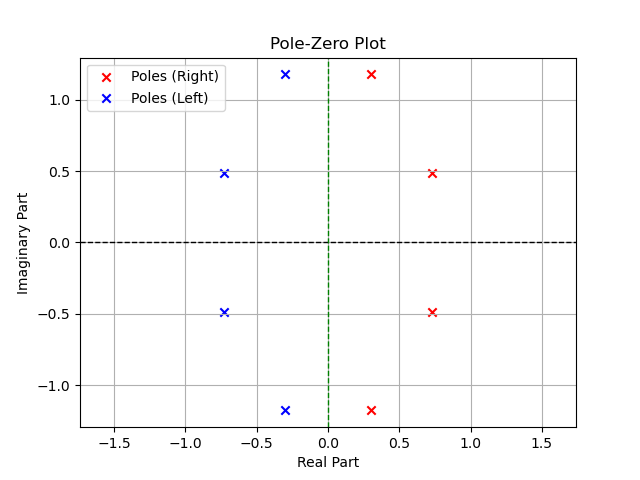 Pole-Zero Plot
Poles (Right)
Poles (Left)
1.0
0.5
0.0
−0.5
−1.0
Imaginary Part
−1.5
−1.0
−0.5
0.0
0.5
1.0
1.5
Real Part